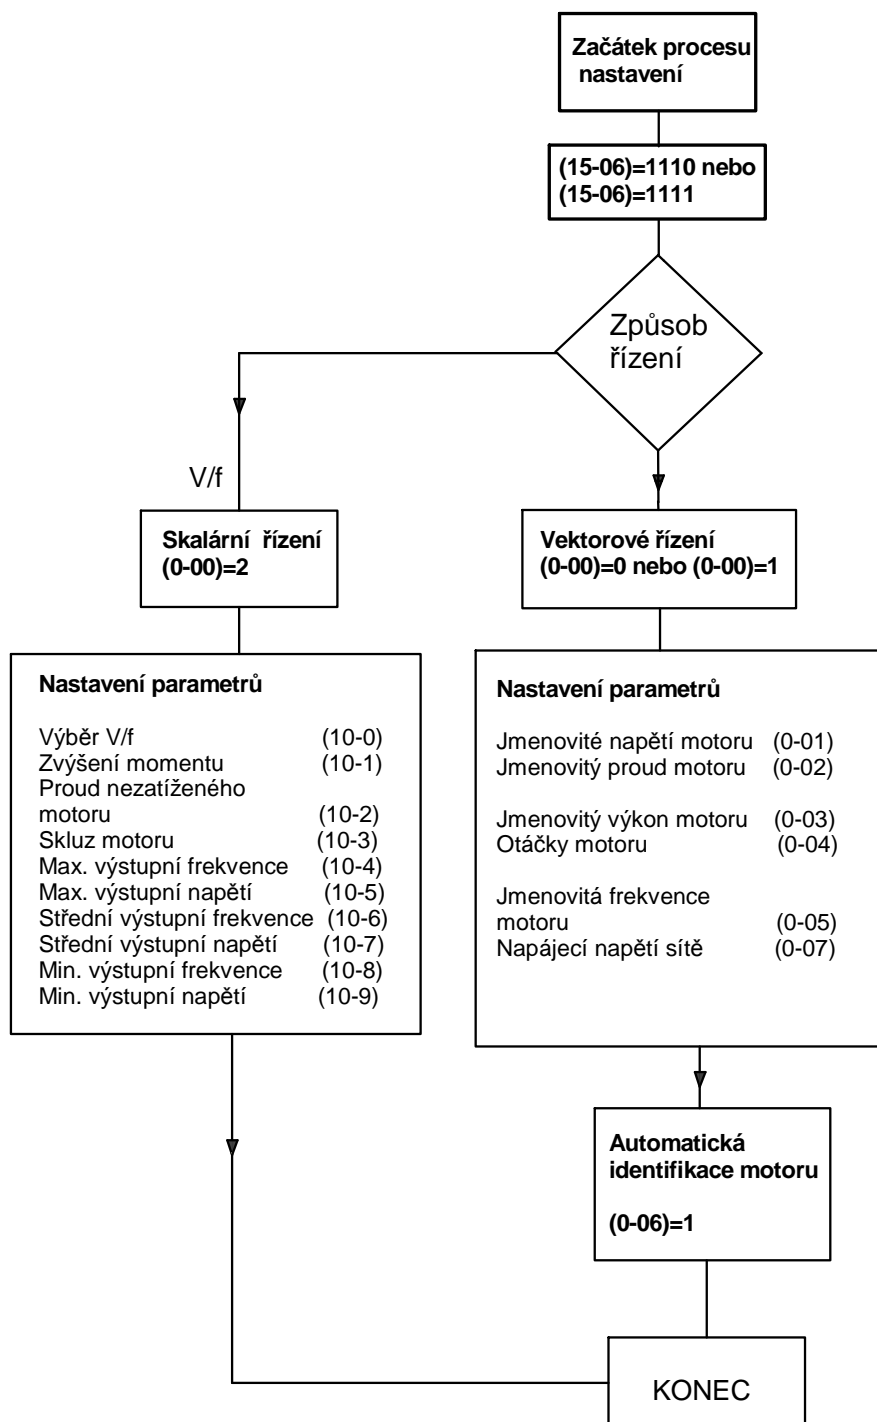 Začátek procesu
nastavení
(15-06)=1110 nebo
(15-06)=1111
Způsob
řízení
V/f
Skalární řízení
(0-00)=2
Vektorové řízení
(0-00)=0 nebo (0-00)=1
Nastavení parametrů
Výběr V/f (10-0)
Zvýšení momentu (10-1)
Proud nezatíženého
motoru (10-2)
Skluz motoru (10-3)
Max. výstupní frekvence (10-4)
Max. výstupní napětí (10-5)
Střední výstupní frekvence (10-6)
Střední výstupní napětí (10-7)
Min. výstupní frekvence (10-8)
Min. výstupní napětí (10-9)
Nastavení parametrů
Jmenovité napětí motoru (0-01)
Jmenovitý proud motoru (0-02)
Jmenovitý výkon motoru (0-03)
Otáčky motoru (0-04)
Jmenovitá frekvence
motoru (0-05)
Napájecí napětí sítě (0-07)
Automatická
identifikace motoru
(0-06)=1
KONEC